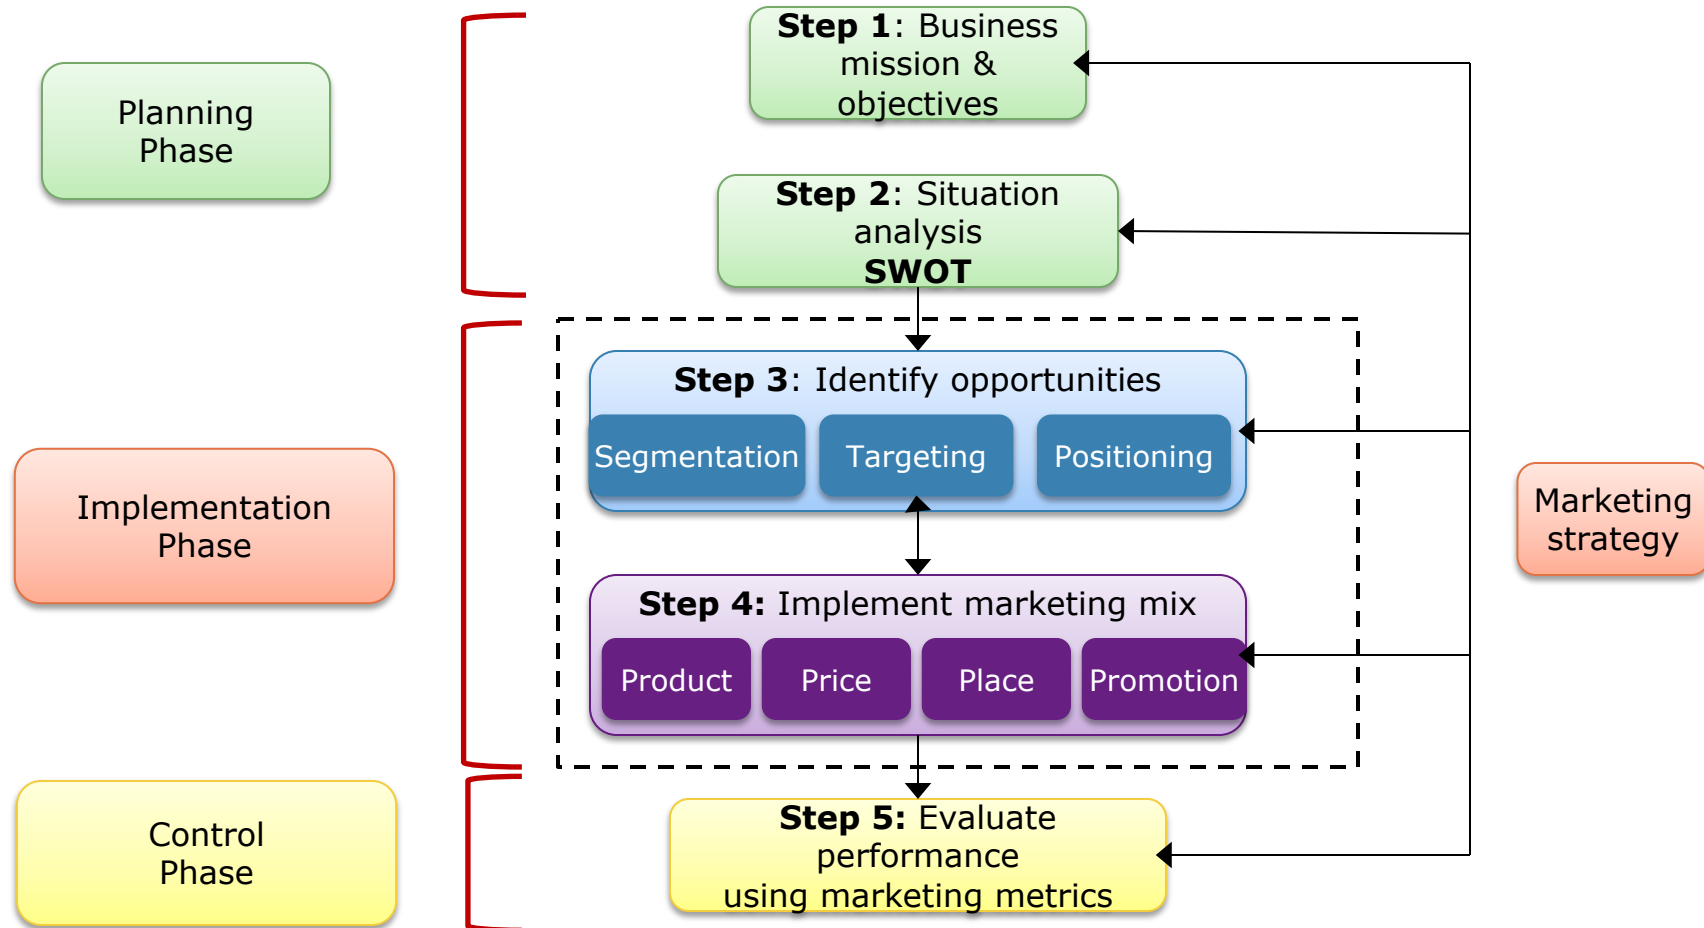 Planning
Phase
Step 1: Business
mission &
objectives
Step 2: Situation
analysis
SWOT
Implementation
Phase
Step 3: Identify opportunities
Segmentation
Targeting
Positioning
Step 4: Implement marketing mix
Product
Price
Place
Promotion
Marketing
strategy
Control
Phase
Step 5: Evaluate
performance
using marketing metrics